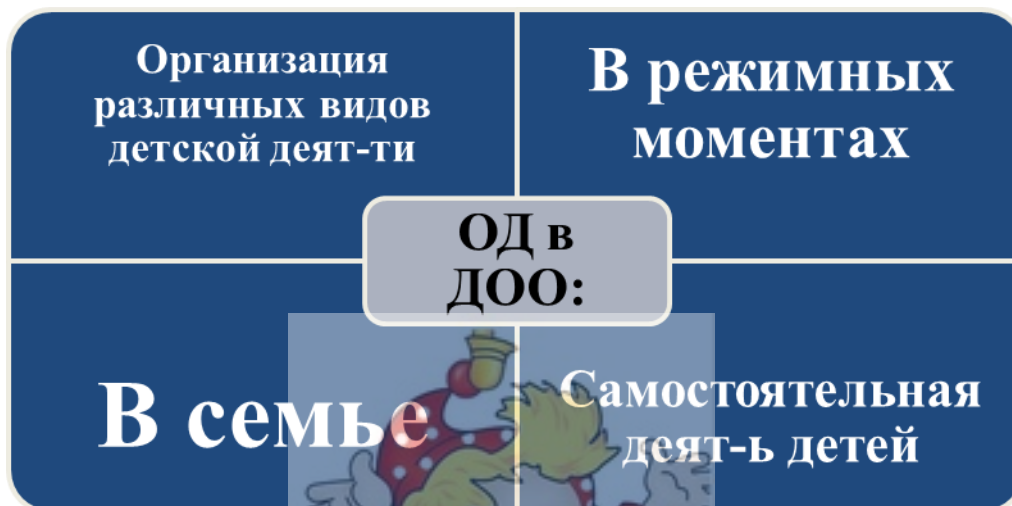 Организация
различных видов
детской деят-ти
В режимных
моментах
ОД в
ДОО:
В семье
Самостоятельная
деят-ь детей